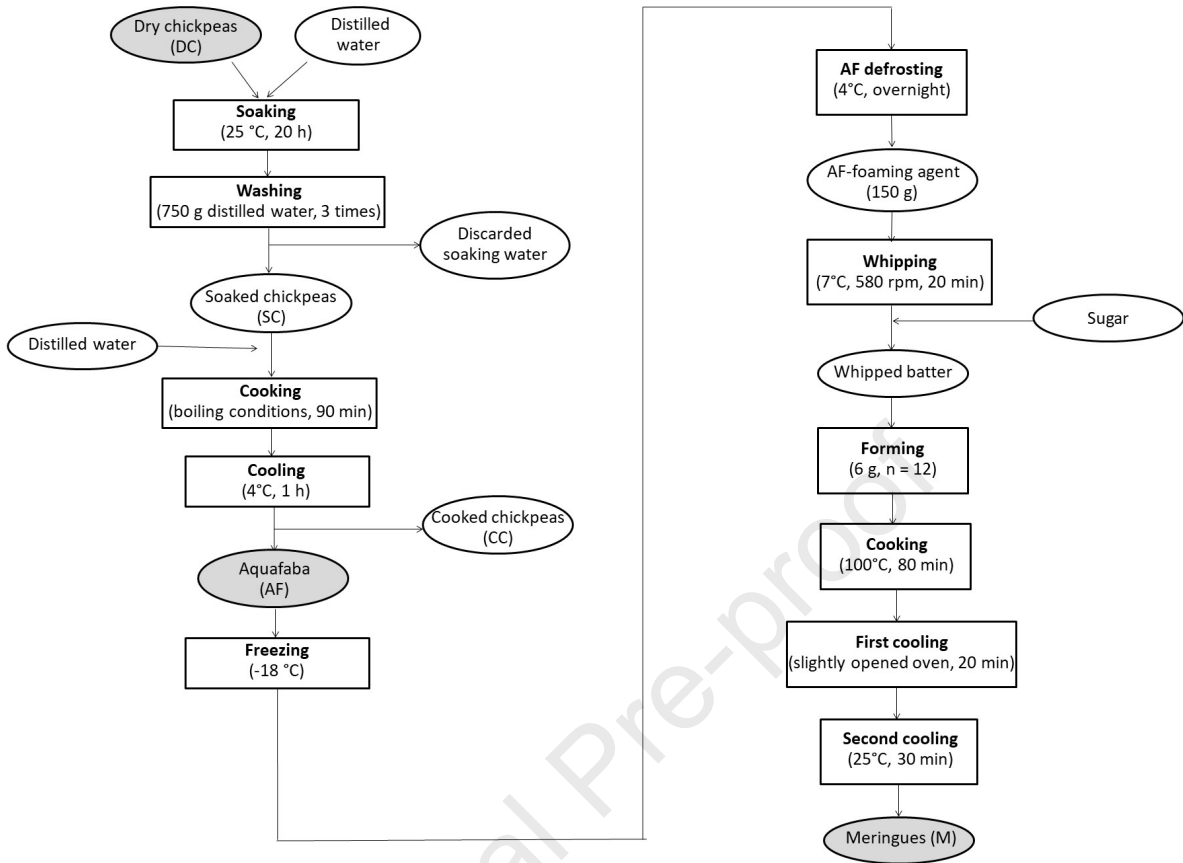 Dry chickpeas
(DC)
Distilled
water
Soaking
(25 °C, 20 h)
Washing
(750 g distilled water, 3 times)
Discarded
soaking water
Soaked chickpeas
(SC)
Distilled water
Cooking
(boiling conditions, 90 min)
Cooling
(4°C, 1 h)
Cooked chickpeas
(CC)
Aquafaba
(AF)
Freezing
(-18 °C)
AF defrosting
(4°C, overnight)
AF-foaming agent
(150 g)
Whipping
(7°C, 580 rpm, 20 min)
Sugar
Whipped batter
Forming
(6 g, n = 12)
Cooking
(100°C, 80 min)
First cooling
(slightly opened oven, 20 min)
Second cooling
(25°C, 30 min)
Meringues (M)
al Pre-proof